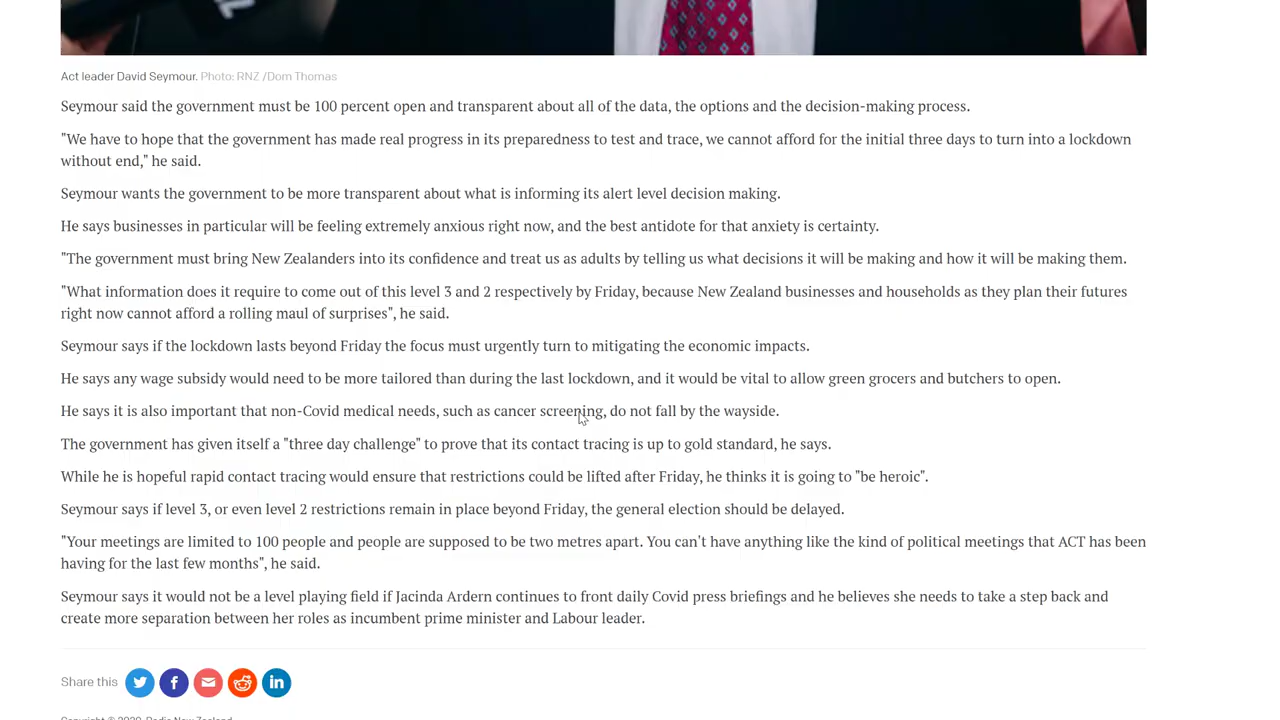 Act leader David Seymour. Photo: RNZ /Dom Thomas
Seymour said the government must be 100 percent open and transparent about all of the data, the options and the decision-making process.
"We have to hope that the government has made real progress in its preparedness to test and trace, we cannot afford for the initial three days to turn into a lockdown
without end," he said.
Seymour wants the government to be more transparent about what is informing its alert level decision making.
He says businesses in particular will be feeling extremely anxious right now, and the best antidote for that anxiety is certainty.
"The government must bring New Zealanders into its confidence and treat us as adults by telling us what decisions it will be making and how it will be making them.
"What information does it require to come out of this level 3 and 2 respectively by Friday, because New Zealand businesses and households as they plan their futures
right now cannot afford a rolling maul of surprises", he said.
Seymour says if the lockdown lasts beyond Friday the focus must urgently turn to mitigating the economic impacts.
He says any wage subsidy would need to be more tailored than during the last lockdown, and it would be vital to allow green grocers and butchers to open.
He says it is also important that non-Covid medical needs, such as cancer screening, do not fall by the wayside.
The government has given itself a "three day challenge" to prove that its contact tracing is up to gold standard, he says.
While he is hopeful rapid contact tracing would ensure that restrictions could be lifted after Friday, he thinks it is going to "be heroic".
Seymour says if level 3, or even level 2 restrictions remain in place beyond Friday, the general election should be delayed.
"Your meetings are limited to 100 people and people are supposed to be two metres apart. You can't have anything like the kind of political meetings that ACT has been
having for the last few months", he said.
Seymour says it would not be a level playing field if Jacinda Ardern continues to front daily Covid press briefings and he believes she needs to take a step back and
create more separation between her roles as incumbent prime minister and Labour leader.
Share this
Copyright © 2020, Radio New Zealand